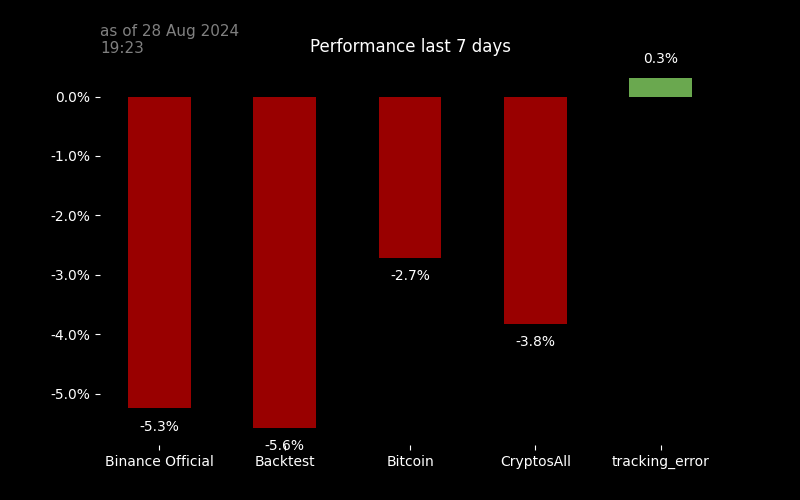 as of 28 Aug 2024
19:23
Performance last 7 days
0.3%
0.0%
-1.0%
-2.0%
-3.0%
-4.0%
-5.0%
-2.7%
-3.8%
-5.3%
-5.6%
Binance Official
Backtest
Bitcoin
CryptosAll
tracking_error